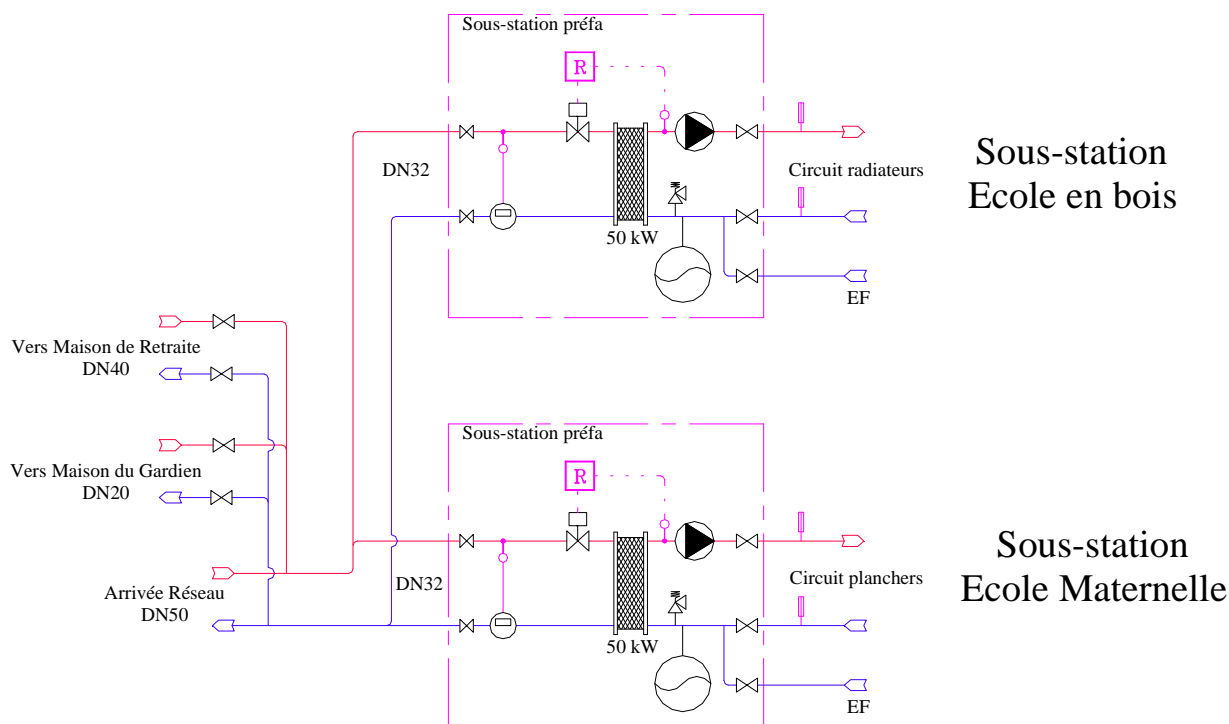 Sous-station préfa
R
DN32
Circuit radiateurs
50 kW
EF
Sous-station
Ecole en bois
Vers Maison de Retraite
DN40
Vers Maison du Gardien
DN20
Arrivée Réseau
DN50
Sous-station préfa
R
DN32
Circuit planchers
50 kW
EF
Sous-station
Ecole Maternelle